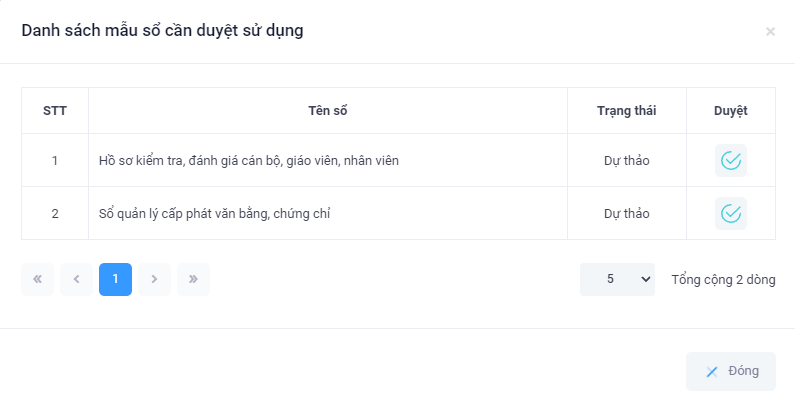 Danh sách mẫu sổ cần duyệt sử dụng
STT Tên sổ Trạng thái Duyệt
1 Hồ sơ kiểm tra, đánh giá cán bộ, giáo viên, nhân viên Dự thảo
2 Sổ quản lý cấp phát văn bằng, chứng chỉ Dự thảo
1 5 Tổng cộng 2 dòng
Đóng